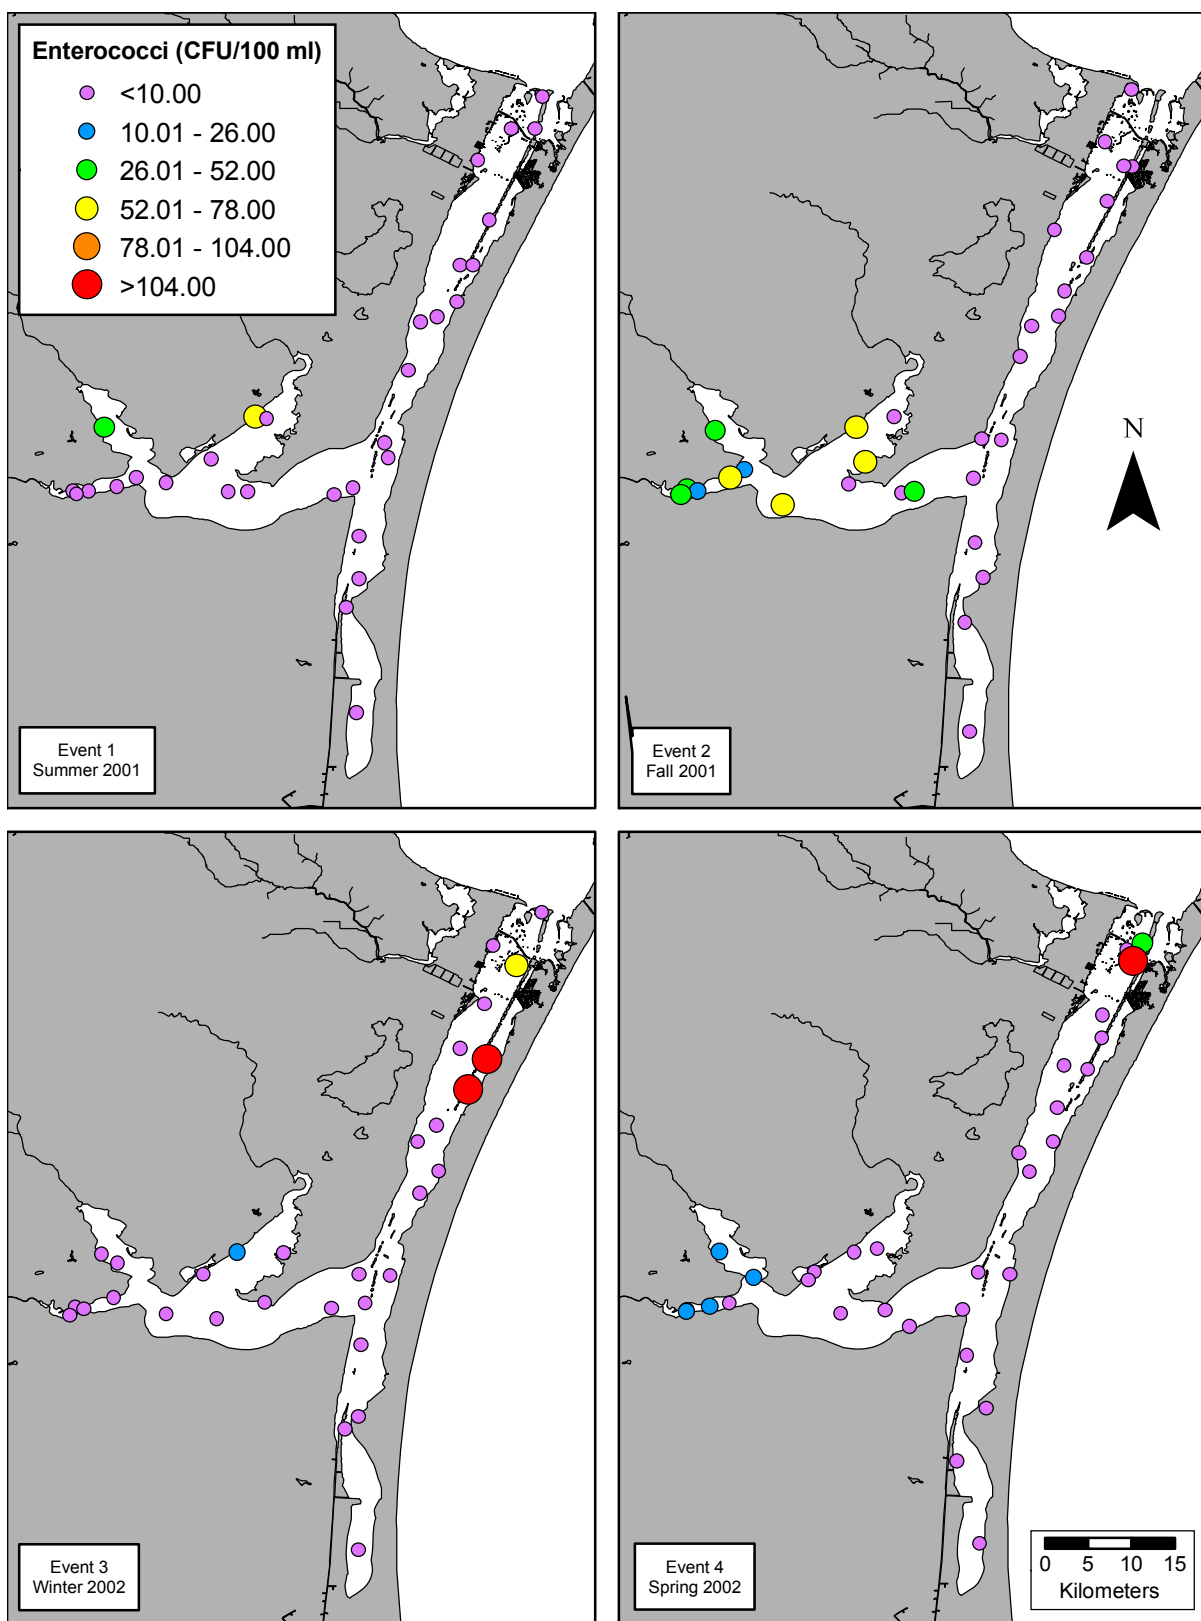 Enterococci (CFU/100 ml)
<10.00
10.01 - 26.00
26.01 - 52.00
52.01 - 78.00
78.01 - 104.00
>104.00
Event 1
Summer 2001
N
Event 2
Fall 2001
Event 3
Winter 2002
Event 4
Spring 2002
0 5 10 15
Kilometers